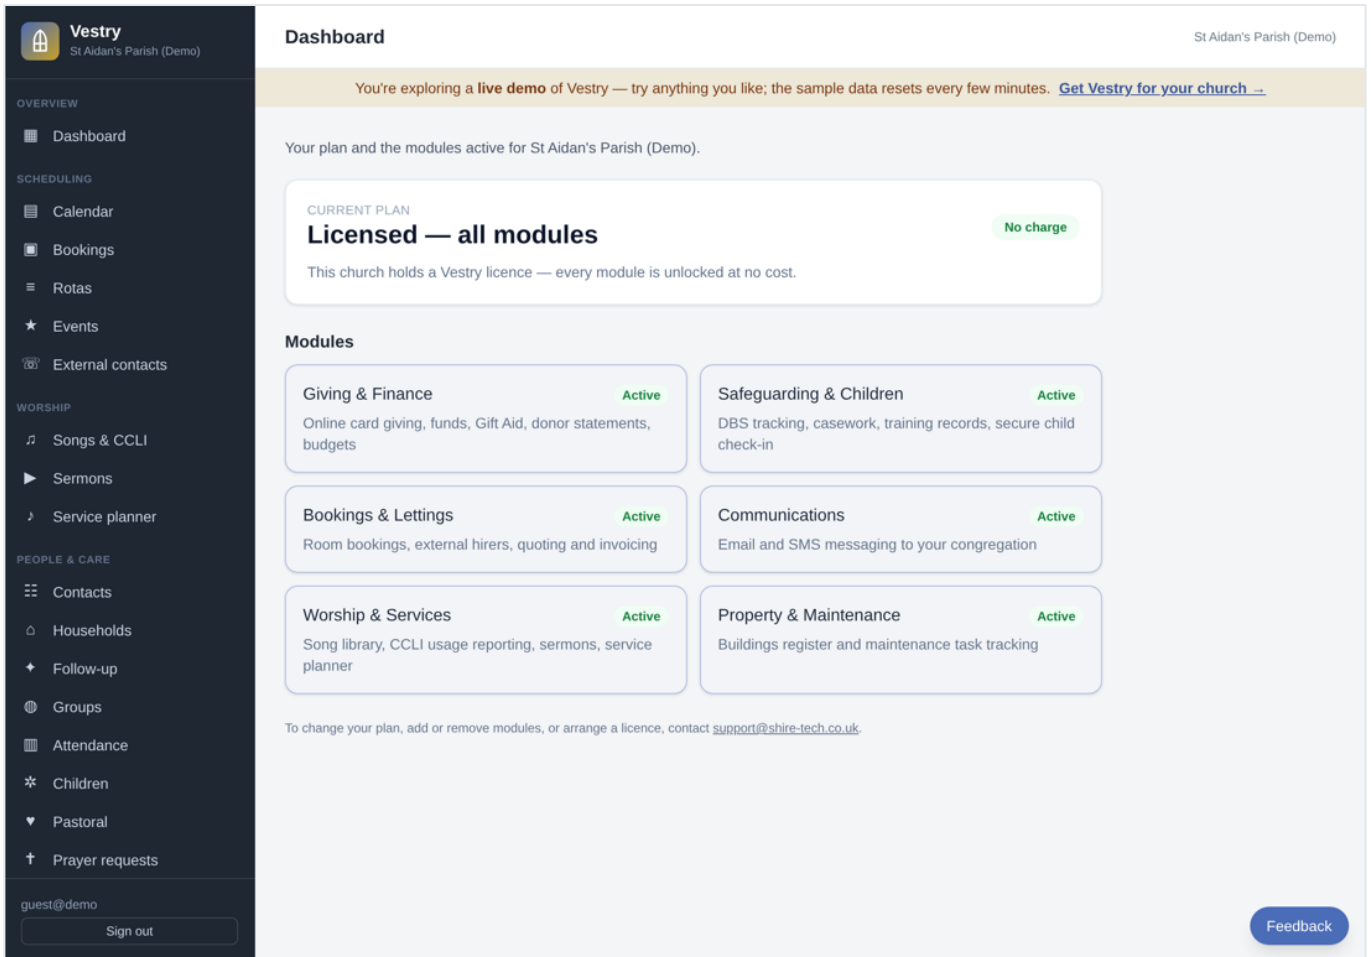 Vestry
St Aidan's Parish (Demo)
OVERVIEW
Dashboard
SCHEDULING
Calendar
Bookings
Rotas
Events
External contacts
WORSHIP
Songs & CCLI
Sermons
Service planner
PEOPLE & CARE
Contacts
Households
Follow-up
Groups
Attendance
Children
Pastoral
Prayer requests
guest@demo
Sign out
Dashboard
St Aidan's Parish (Demo)
You're exploring a live demo of Vestry — try anything you like; the sample data resets every few minutes. Get Vestry for your church →
Your plan and the modules active for St Aidan's Parish (Demo).
CURRENT PLAN
Licensed — all modules
No charge
This church holds a Vestry licence — every module is unlocked at no cost.
Modules
Giving & Finance
Active
Online card giving, funds, Gift Aid, donor statements,
budgets
Safeguarding & Children
Active
DBS tracking, casework, training records, secure child
check-in
Bookings & Lettings
Active
Room bookings, external hirers, quoting and invoicing
Communications
Active
Email and SMS messaging to your congregation
Worship & Services
Active
Song library, CCLI usage reporting, sermons, service
planner
Property & Maintenance
Active
Buildings register and maintenance task tracking
To change your plan, add or remove modules, or arrange a licence, contact support@shire-tech.co.uk.
Feedback